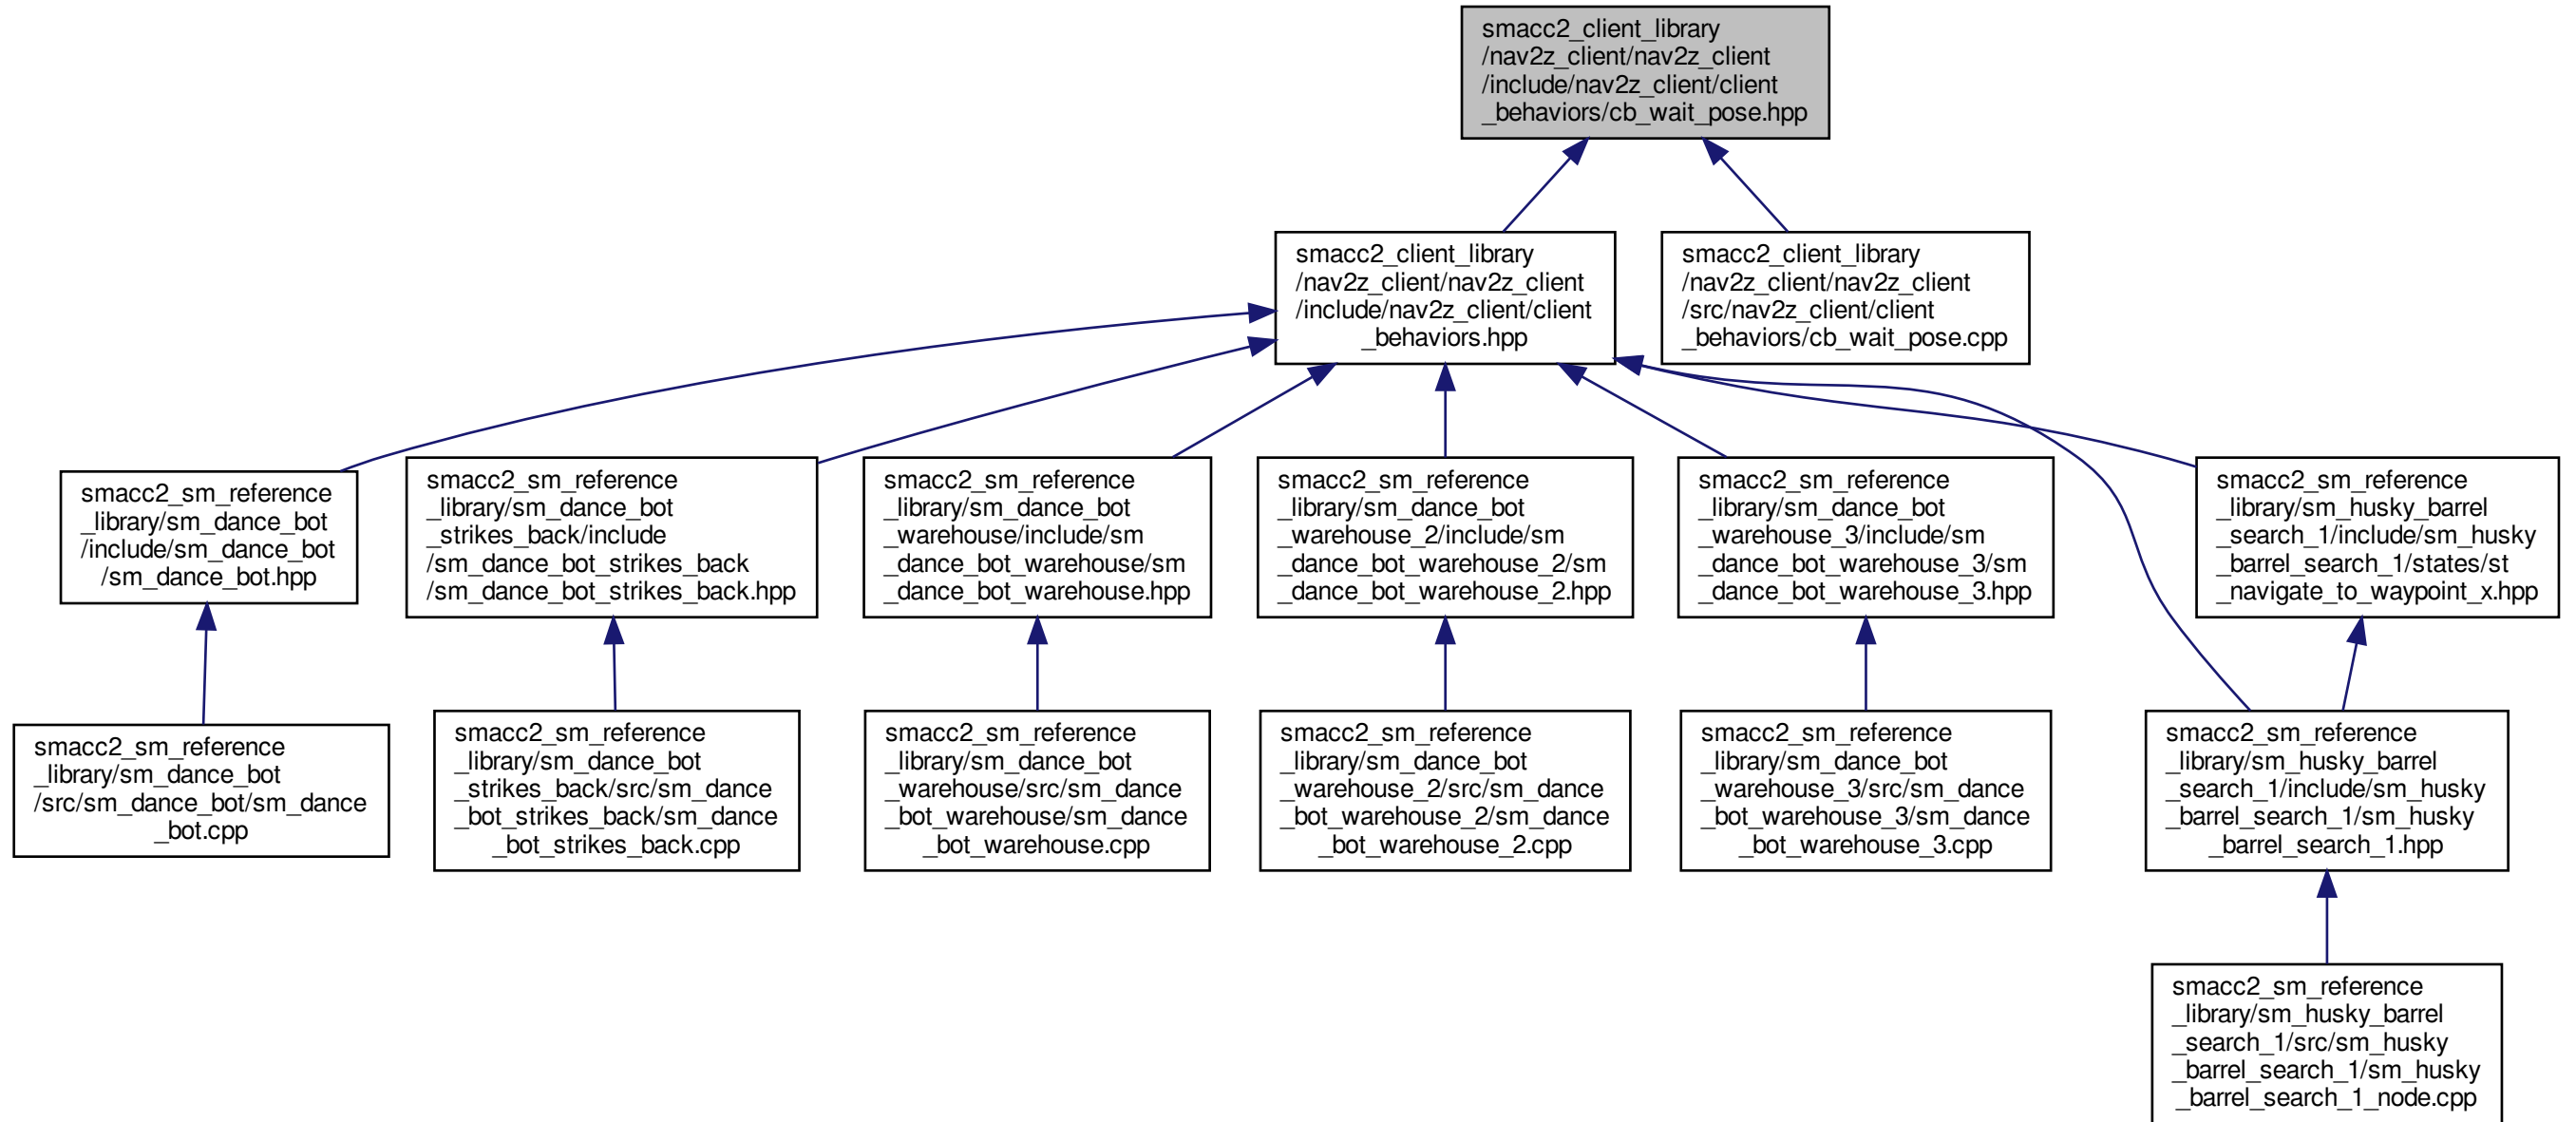 smacc2_client_library
/nav2z_client/nav2z_client
/include/nav2z_client/client
_behaviors/cb_wait_pose.hpp
smacc2_client_library
/nav2z_client/nav2z_client
/include/nav2z_client/client
_behaviors.hpp
smacc2_client_library
/nav2z_client/nav2z_client
/src/nav2z_client/client
_behaviors/cb_wait_pose.cpp
smacc2_sm_reference
_library/sm_dance_bot
/include/sm_dance_bot
/sm_dance_bot.hpp
smacc2_sm_reference
_library/sm_dance_bot
_strikes_back/include
/sm_dance_bot_strikes_back
/sm_dance_bot_strikes_back.hpp
smacc2_sm_reference
_library/sm_dance_bot
_warehouse/include/sm
_dance_bot_warehouse/sm
_dance_bot_warehouse.hpp
smacc2_sm_reference
_library/sm_dance_bot
_warehouse_2/include/sm
_dance_bot_warehouse_2/sm
_dance_bot_warehouse_2.hpp
smacc2_sm_reference
_library/sm_dance_bot
_warehouse_3/include/sm
_dance_bot_warehouse_3/sm
_dance_bot_warehouse_3.hpp
smacc2_sm_reference
_library/sm_husky_barrel
_search_1/include/sm_husky
_barrel_search_1/states/st
_navigate_to_waypoint_x.hpp
smacc2_sm_reference
_library/sm_dance_bot
/src/sm_dance_bot/sm_dance
_bot.cpp
smacc2_sm_reference
_library/sm_dance_bot
_strikes_back/src/sm_dance
_bot_strikes_back/sm_dance
_bot_strikes_back.cpp
smacc2_sm_reference
_library/sm_dance_bot
_warehouse/src/sm_dance
_bot_warehouse/sm_dance
_bot_warehouse.cpp
smacc2_sm_reference
_library/sm_dance_bot
_warehouse_2/src/sm_dance
_bot_warehouse_2/sm_dance
_bot_warehouse_2.cpp
smacc2_sm_reference
_library/sm_dance_bot
_warehouse_3/src/sm_dance
_bot_warehouse_3/sm_dance
_bot_warehouse_3.cpp
smacc2_sm_reference
_library/sm_husky_barrel
_search_1/include/sm_husky
_barrel_search_1/sm_husky
_barrel_search_1.hpp
smacc2_sm_reference
_library/sm_husky_barrel
_search_1/src/sm_husky
_barrel_search_1/sm_husky
_barrel_search_1_node.cpp